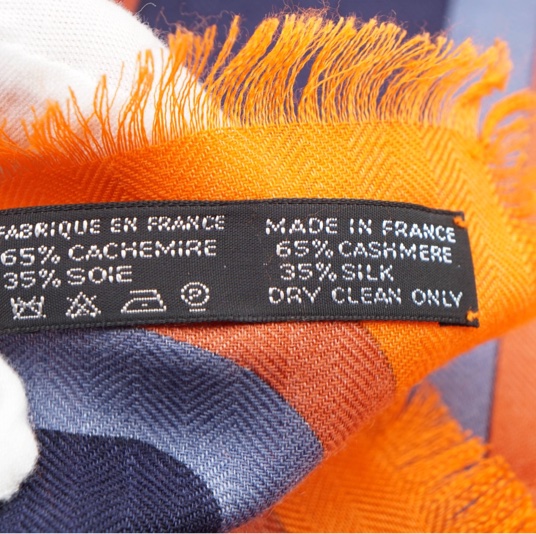 FABRIQUE EN FRANCE
65% CACHEMIRE
35% SOIE
MADE IN FRANCE
65% CASHMERE
35% SILK
DRY CLEAN ONLY